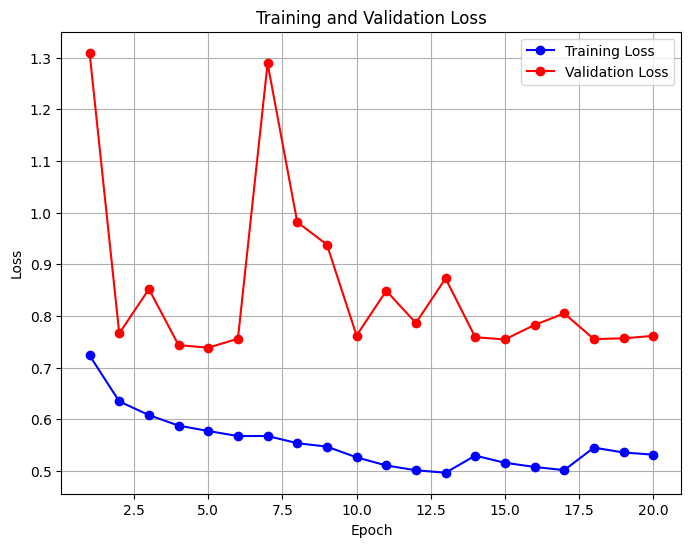 Training and Validation Loss
Training Loss
Validation Loss
1.3
1.2
1.1
1.0
0.9
0.8
0.7
0.6
0.5
Loss
2.5 5.0 7.5 10.0 12.5 15.0 17.5 20.0
Epoch